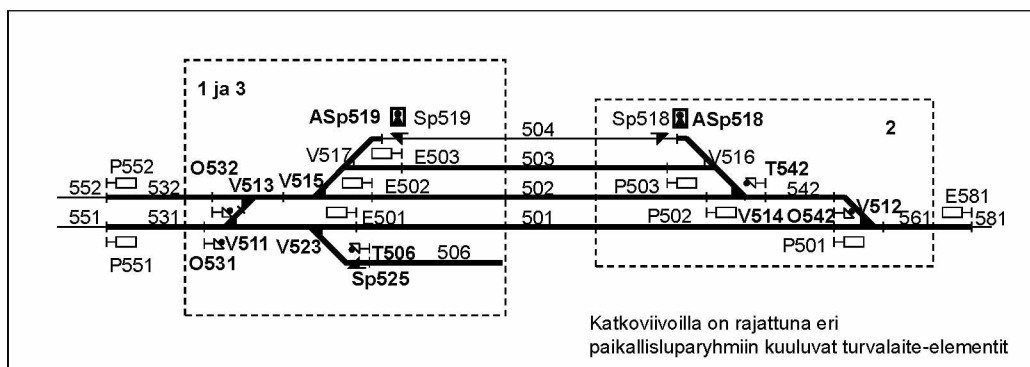 1 ja 3
ASp519 Sp519 Sp518 ASp518 2
504
V517 E503 503 V516
P552 O532 T542
552 532 V513 V515 E502 502 P503 542 V512 E581
551 531 E501 501 P502 V514 O542 561 581
P551 V511 V523 P501
O531 T506 506
Sp525
Katkoviivoilla on rajattuna eri
paikallisluparyhmiin kuuluvat turvalaite-elementit